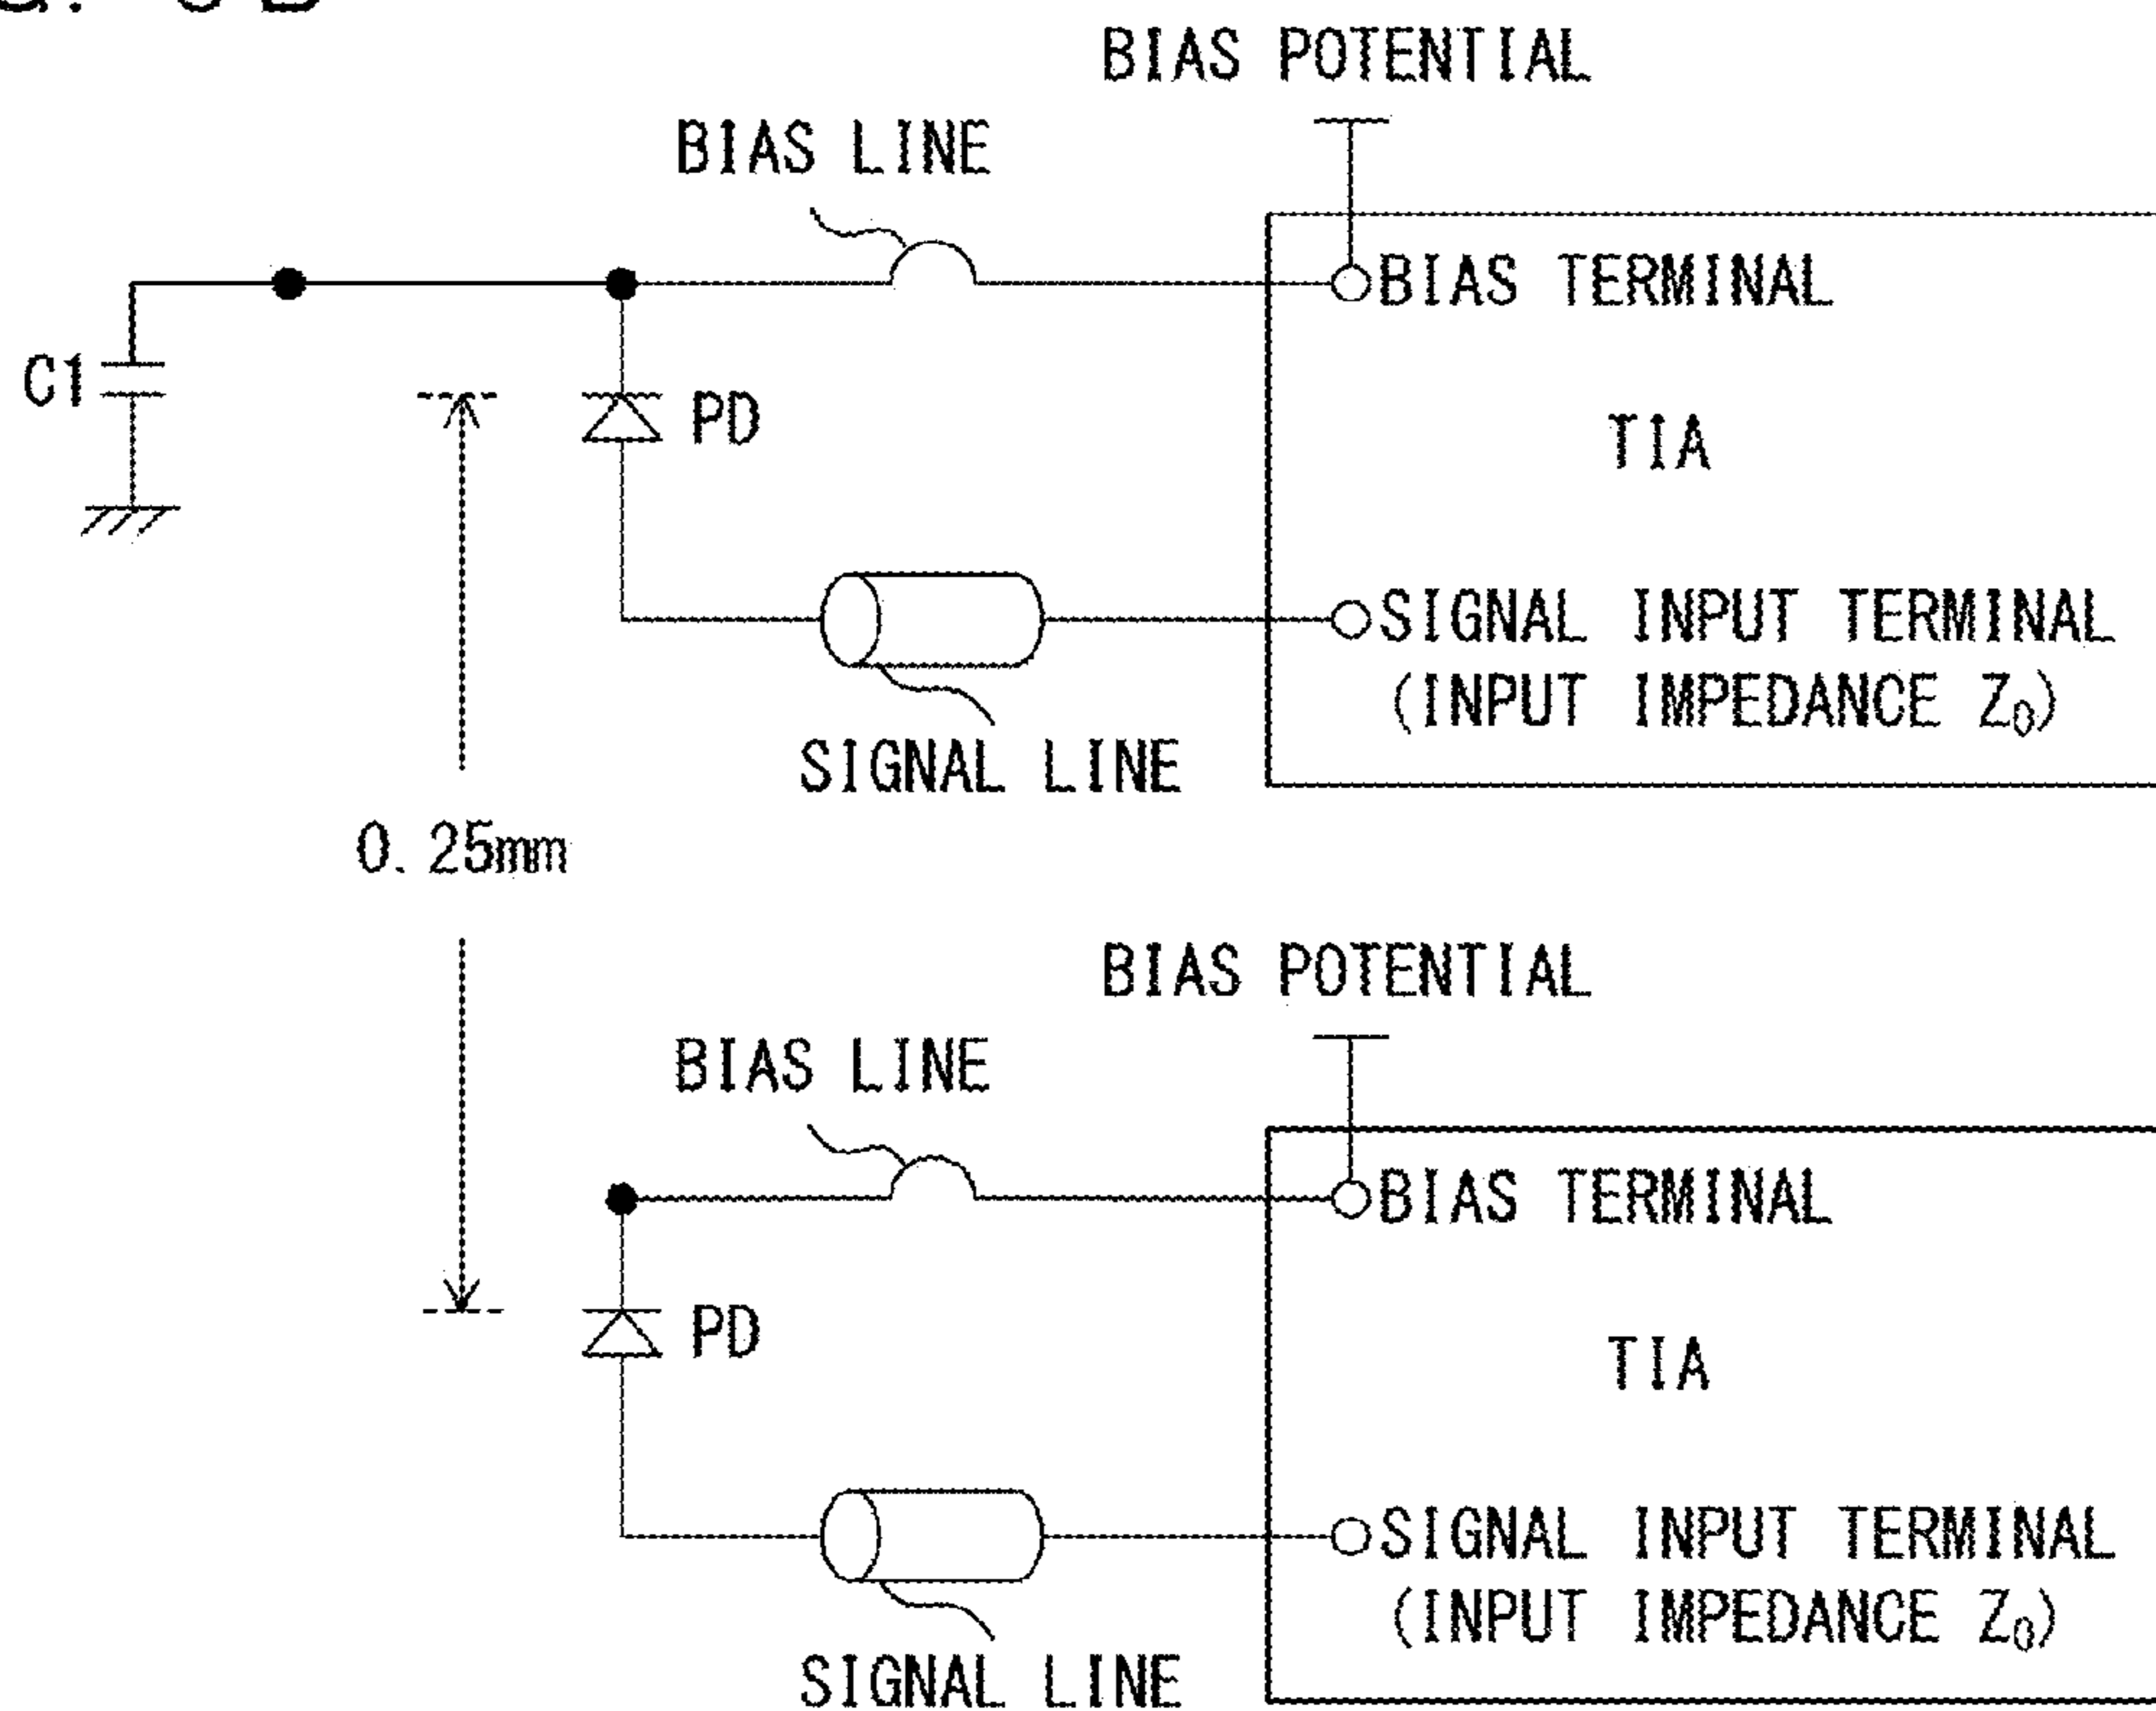 BIAS POTENTIAL
BIAS LINE
BIAS TERMINAL
C1
PD
TIA
SIGNAL INPUT TERMINAL
(INPUT IMPEDANCE Z₀)
SIGNAL LINE
0.25mm
BIAS POTENTIAL
BIAS LINE
BIAS TERMINAL
PD
TIA
SIGNAL INPUT TERMINAL
(INPUT IMPEDANCE Z₀)
SIGNAL LINE